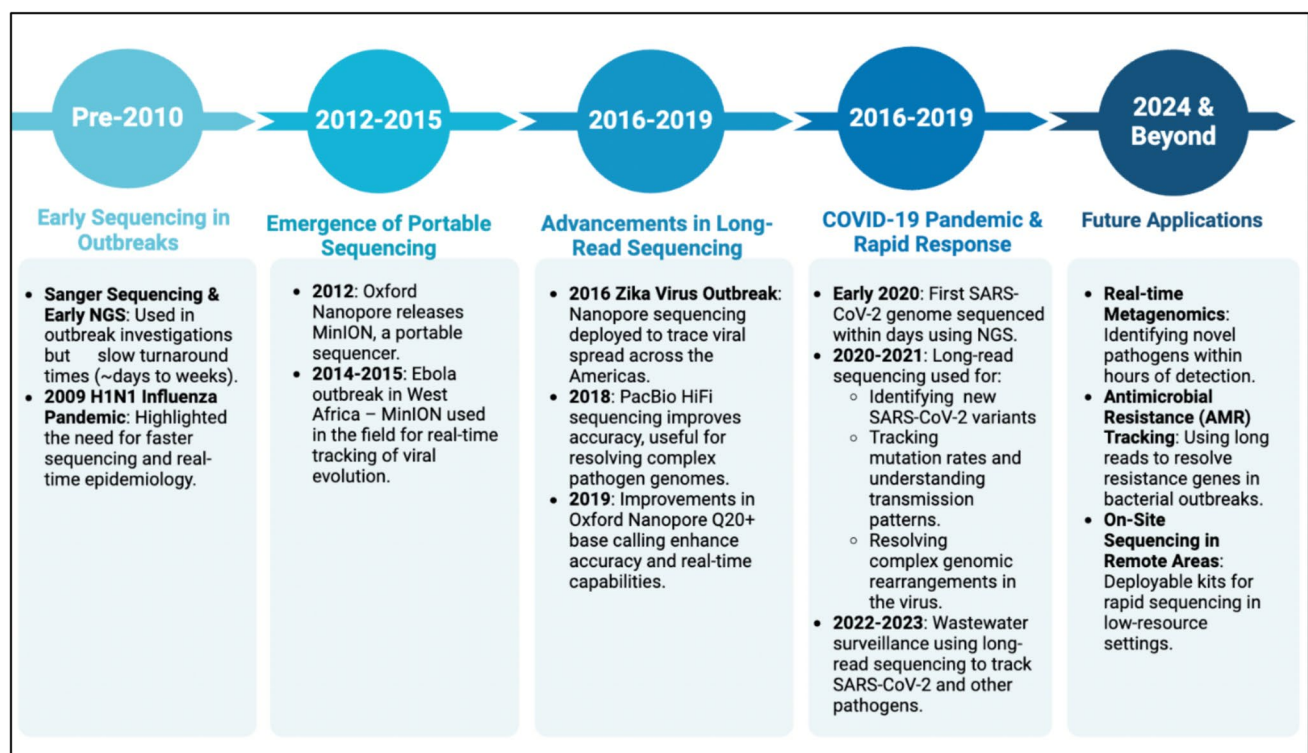 Pre-2010
2012-2015
2016-2019
2016-2019
2024 &
Beyond
Early Sequencing in
Outbreaks
• Sanger Sequencing &
Early NGS: Used in
outbreak investigations
but slow turnaround
times (~days to weeks).
• 2009 H1N1 Influenza
Pandemic: Highlighted
the need for faster
sequencing and real-
time epidemiology.
Emergence of Portable
Sequencing
• 2012: Oxford
Nanopore releases
MinION, a portable
sequencer.
• 2014-2015: Ebola
outbreak in West
Africa – MinION used
in the field for real-time
tracking of viral
evolution.
Advancements in Long-
Read Sequencing
• 2016 Zika Virus Outbreak:
Nanopore sequencing
deployed to trace viral
spread across the
Americas.
• 2018: PacBio HiFi
sequencing improves
accuracy, useful for
resolving complex
pathogen genomes.
• 2019: Improvements in
Oxford Nanopore Q20+
base calling enhance
accuracy and real-time
capabilities.
COVID-19 Pandemic &
Rapid Response
• Early 2020: First SARS-
CoV-2 genome sequenced
within days using NGS.
• 2020-2021: Long-read
sequencing used for:
○ Identifying new
SARS-CoV-2 variants
○ Tracking
mutation rates and
understanding
transmission
patterns.
○ Resolving
complex genomic
rearrangements in
the virus.
• 2022-2023: Wastewater
surveillance using long-
read sequencing to track
SARS-CoV-2 and other
pathogens.
Future Applications
• Real-time
Metagenomics:
Identifying novel
pathogens within
hours of detection.
• Antimicrobial
Resistance (AMR)
Tracking: Using long
reads to resolve
resistance genes in
bacterial outbreaks.
• On-Site
Sequencing in
Remote Areas:
Deployable kits for
rapid sequencing in
low-resource
settings.